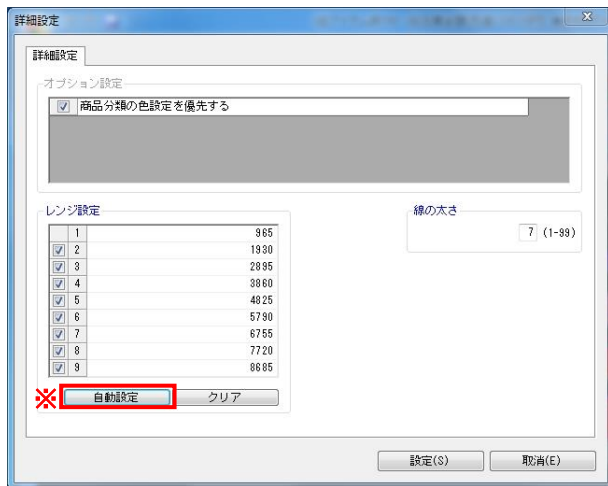 詳細設定
詳細設定
オプション設定
商品分類の色設定を優先する
レンジ設定
1 965
2 1930
3 2895
4 3860
5 4825
6 5790
7 6755
8 7720
9 8685
※ 自動設定 クリア
線の太さ
7 (1-99)
設定(S) 取消(E)